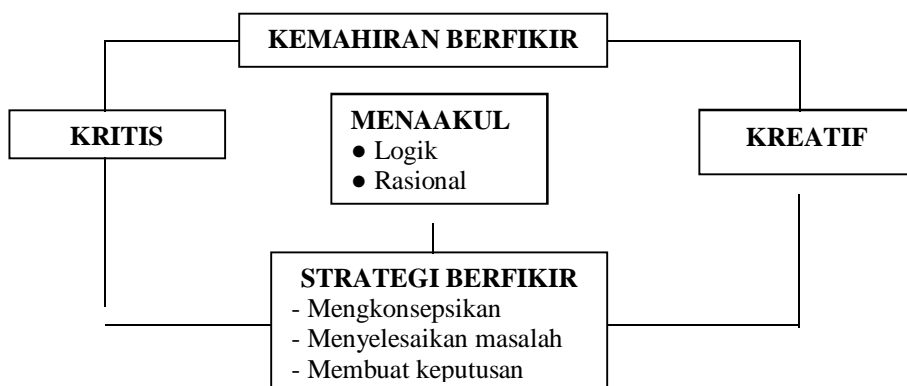 KEMAHIRAN BERFIKIR
KRITIS
MENAAKUL
● Logik
● Rasional
KREATIF
STRATEGI BERFIKIR
- Mengkonsepsikan
- Menyelesaikan masalah
- Membuat keputusan